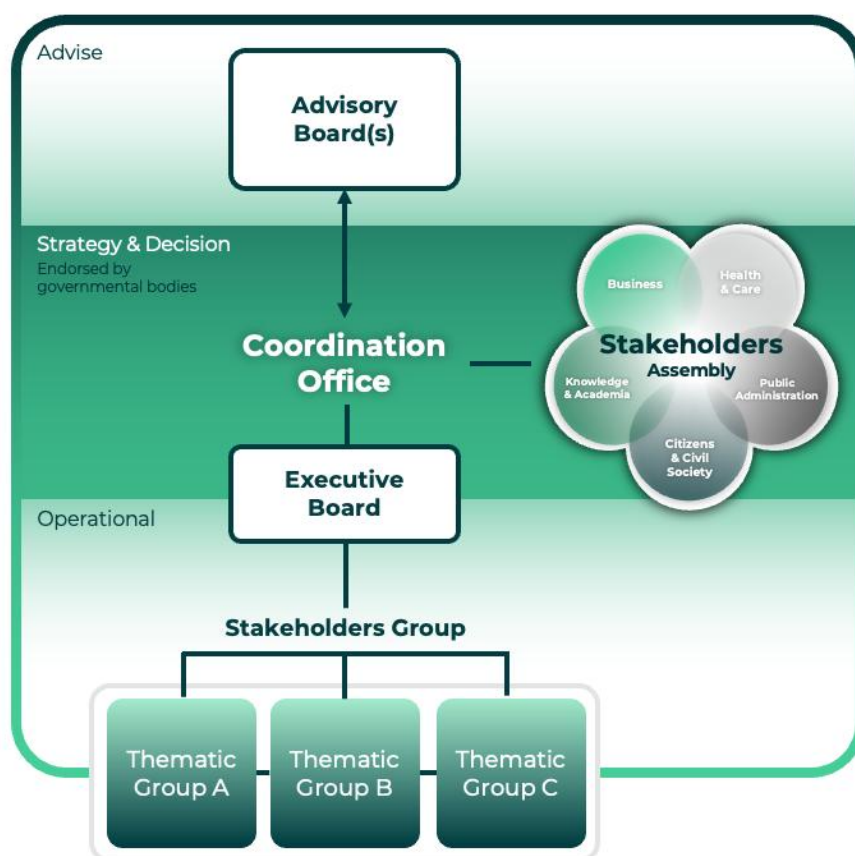 Advise
Advisory
Board(s)
Strategy & Decision
Endorsed by
governmental bodies
Coordination
Office
Business
Health
& Care
Stakeholders
Assembly
Knowledge
& Academia
Public
Administration
Citizens
& Civil
Society
Executive
Board
Operational
Stakeholders Group
Thematic
Group A
Thematic
Group B
Thematic
Group C